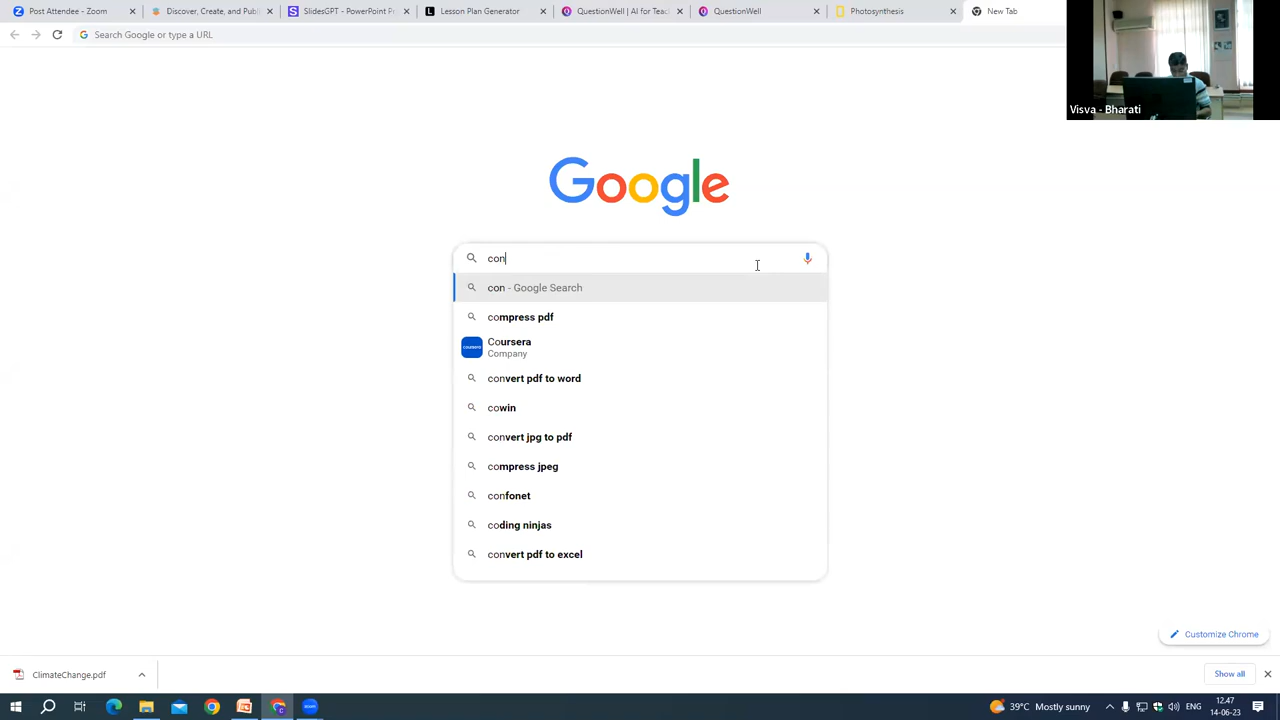 Post Attendee - Zoom
Discover, Create, and Publ
SlidesGPT - PowerPoint P
Lesson Plan Generator
QuestionWell | AI for Teac
QuestionWell
Photosynthesis
New Tab
Search Google or type a URL
Visva - Bharati
Google
con
con - Google Search
compress pdf
coursera
Coursera
Company
convert pdf to word
cowin
convert jpg to pdf
compress jpeg
confonet
coding ninjas
convert pdf to excel
Customize Chrome
ClimateChange.pdf
Show all
39°C Mostly sunny
ENG
12.47
14-06-23